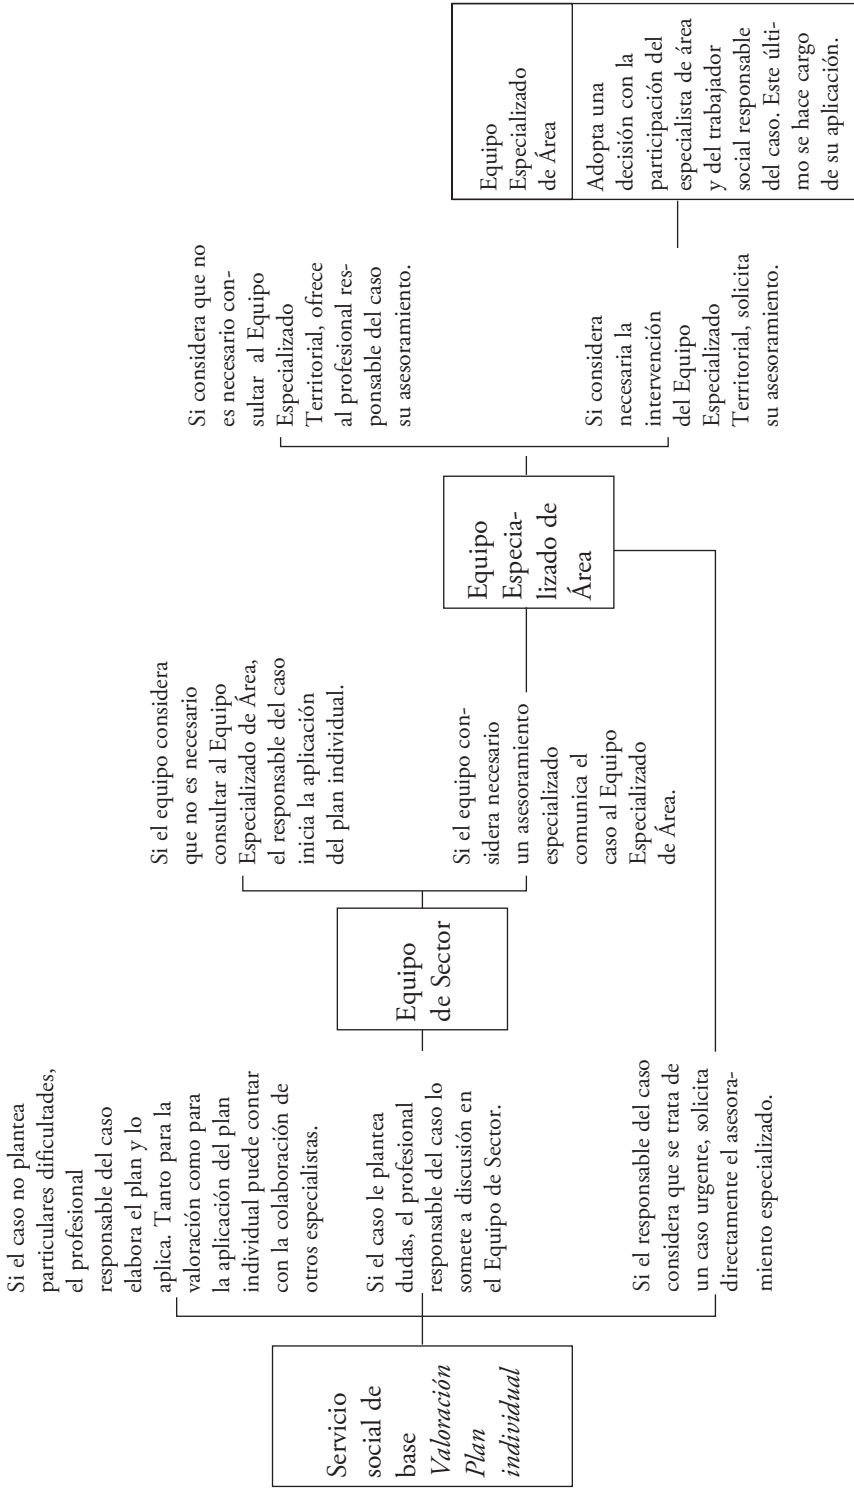 Servicio
social de
base
Valoración
Plan
individual
Si el caso no plantea
particulares dificultades,
el profesional
responsable del caso
elabora el plan y lo
aplica. Tanto para la
valoración como para
la aplicación del plan
individual puede contar
con la colaboración de
otros especialistas.
Si el caso le plantea
dudas, el profesional
responsable del caso lo
somete a discusión en
el Equipo de Sector.
Si el responsable del caso
considera que se trata de
un caso urgente, solicita
directamente el asesora-
miento especializado.
Equipo
de Sector
Si el equipo considera
que no es necesario
consultar al Equipo
Especializado de Área,
el responsable del caso
inicia la aplicación
del plan individual.
Si el equipo con-
sidera necesario
un asesoramiento
especializado
comunica el
caso al Equipo
Especializado
de Área.
Equipo
Especia-
lizado de
Área
Si considera que no
es necesario con-
sultar al Equipo
Especializado
Territorial, ofrece
al profesional res-
ponsable del caso
su asesoramiento.
Si considera
necesaria la
intervención
del Equipo
Especializado
Territorial, solicita
su asesoramiento.
Equipo
Especializado
de Área
Adopta una
decisión con la
participación del
especialista de área
y del trabajador
social responsable
del caso. Este últi-
mo se hace cargo
de su aplicación.